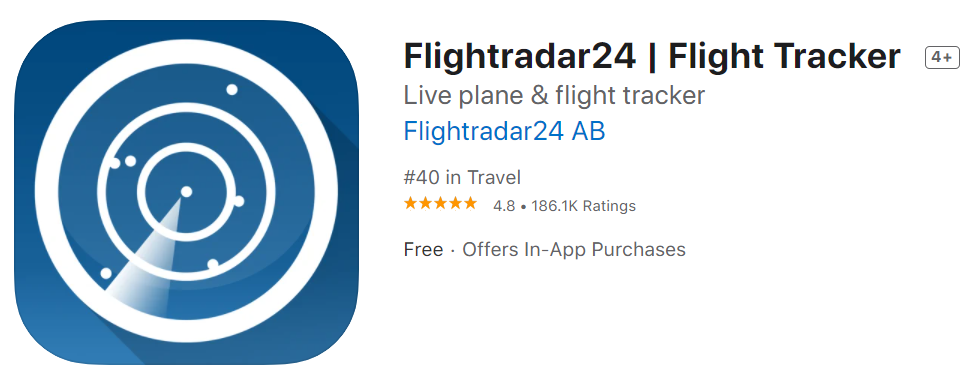 Flightradar24 | Flight Tracker 4+
Live plane & flight tracker
Flightradar24 AB
#40 in Travel
★★★★★ 4.8 • 186.1K Ratings
Free · Offers In-App Purchases